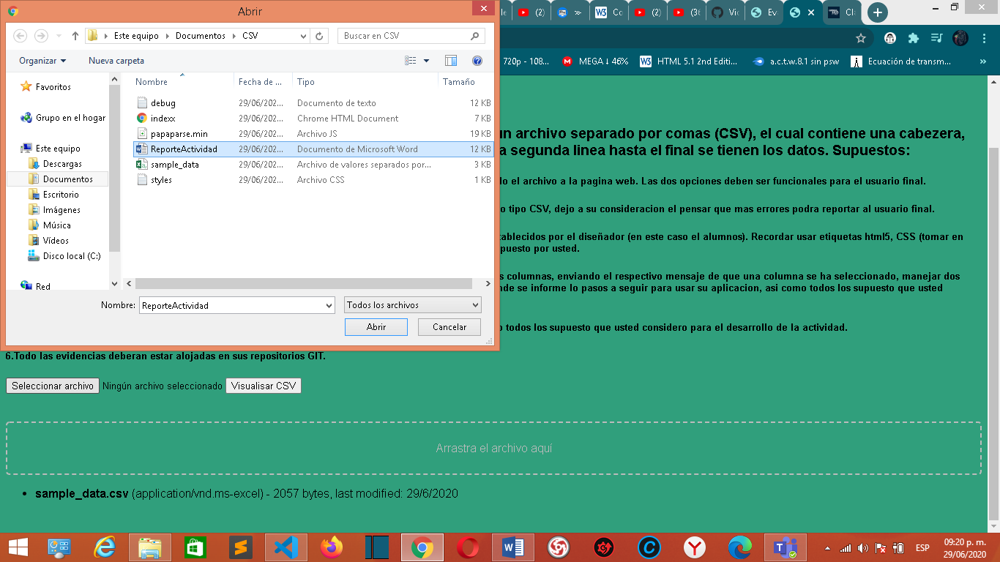 Abrir
(2)
Co
(2)
(3(
Vic
Ev
Cl
Este equipo Documentos CSV
Buscar en CSV
Organizar Nueva carpeta
720p - 108... MEGA ↓ 46% HTML 5.1 2nd Editi... a.c.t.w.8.1 sin psw Ecuación de transm... »
Nombre Fecha de ... Tipo Tamaño
Favoritos
Grupo en el hogar
Este equipo
Descargas
Documentos
Escritorio
Imágenes
Música
Vídeos
Disco local (C:)
Red
debug 29/06/202... Documento de texto 12 KB
indexx 29/06/202... Chrome HTML Document 7 KB
papaparse.min 29/06/202... Archivo JS 19 KB
ReporteActividad 29/06/202... Documento de Microsoft Word 12 KB
sample_data 29/06/202... Archivo de valores separados por... 3 KB
styles 29/06/202... Archivo CSS 1 KB
Nombre: ReporteActividad Todos los archivos
Abrir Cancelar
un archivo separado por comas (CSV), el cual contiene una cabezera,
a segunda linea hasta el final se tienen los datos. Supuestos:
lo el archivo a la pagina web. Las dos opciones deben ser funcionales para el usuario final.
o tipo CSV, dejo a su consideracion el pensar que mas errores podra reportar al usuario final.
tablecidos por el diseñador (en este caso el alumnos). Recordar usar etiquetas html5, CSS (tomar en
puesto por usted.
s columnas, enviando el respectivo mensaje de que una columna se ha seleccionado, manejar dos
nde se informe lo pasos a seguir para usar su aplicacion, asi como todos los supuesto que usted
o todos los supuesto que usted considero para el desarrollo de la actividad.
6.Todo las evidencias deberan estar alojadas en sus repositorios GIT.
Seleccionar archivo Ningún archivo seleccionado Visualisar CSV
Arrastra el archivo aquí
• sample_data.csv (application/vnd.ms-excel) - 2057 bytes, last modified: 29/6/2020
ESP
09:20 p. m.
29/06/2020